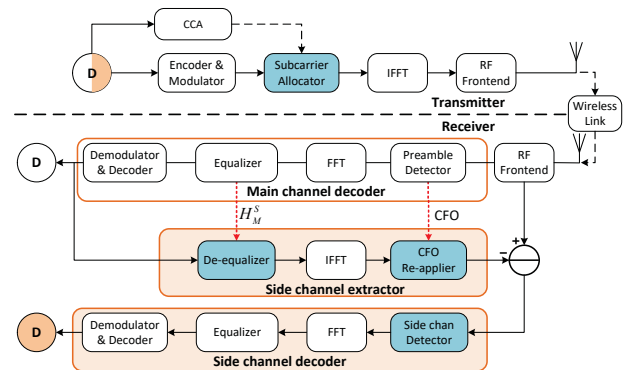 CCA
D
Encoder &
Modulator
Subcarrier
Allocator
IFFT
RF
Frontend
Transmitter
Wireless
Link
Receiver
D
Demodulator
& Decoder
Equalizer
FFT
Preamble
Detector
RF
Frontend
Main channel decoder
H_M^S
CFO
De-equalizer
IFFT
CFO
Re-applier
− +
Side channel extractor
D
Demodulator
& Decoder
Equalizer
FFT
Side chan
Detector
Side channel decoder